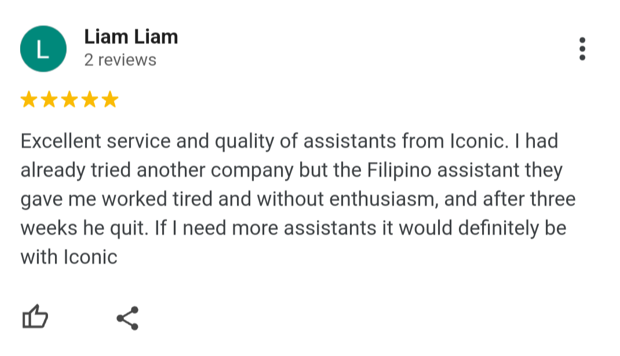 L
Liam Liam
2 reviews
Excellent service and quality of assistants from Iconic. I had
already tried another company but the Filipino assistant they
gave me worked tired and without enthusiasm, and after three
weeks he quit. If I need more assistants it would definitely be
with Iconic